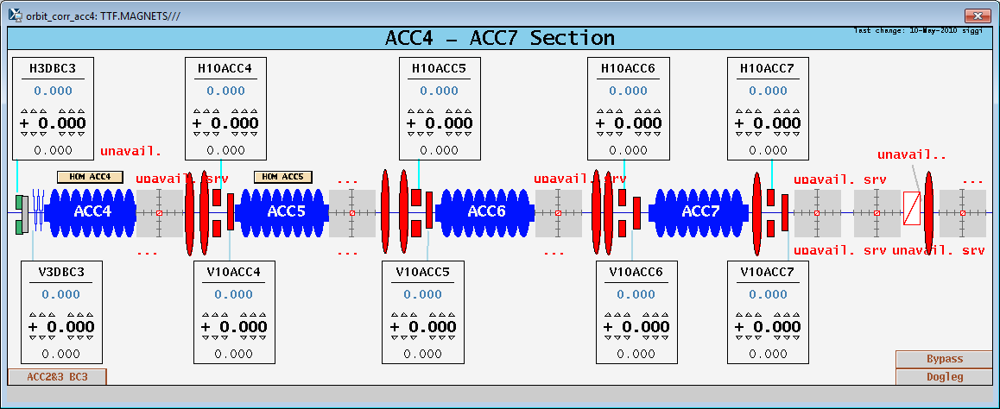 orbit_corr_acc4: TTF.MAGNETS///
ACC4 - ACC7 Section
last change: 10-May-2010 siggi
H3DBC3
0.000
+ 0.000
0.000
H10ACC4
0.000
+ 0.000
0.000
H10ACC5
0.000
+ 0.000
0.000
H10ACC6
0.000
+ 0.000
0.000
H10ACC7
0.000
+ 0.000
0.000
unavail.
unavail..
HOM ACC4
unavail. srv
HOM ACC5
...
unavail. srv
unavail. srv
...
ACC4
ACC5
ACC6
ACC7
...
...
...
unavail. srv
unavail. srv
V3DBC3
0.000
+ 0.000
0.000
V10ACC4
0.000
+ 0.000
0.000
V10ACC5
0.000
+ 0.000
0.000
V10ACC6
0.000
+ 0.000
0.000
V10ACC7
0.000
+ 0.000
0.000
ACC2&3 BC3
Bypass
Dogleg